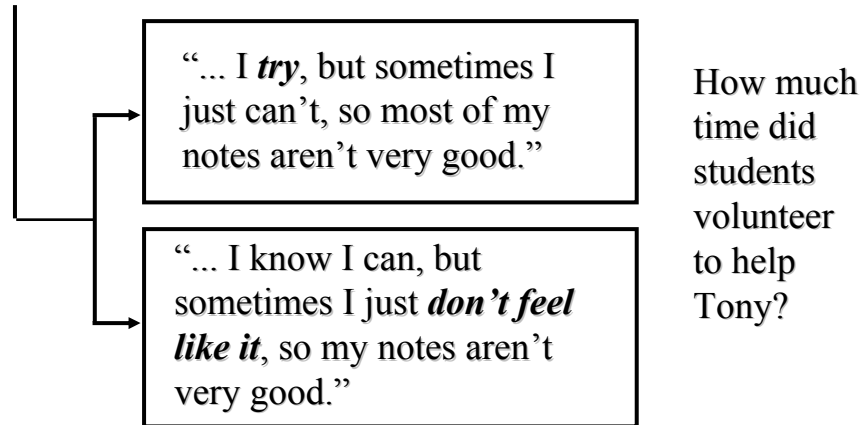 “... I try, but sometimes I
just can’t, so most of my
notes aren’t very good.”
“... I know I can, but
sometimes I just don’t feel
like it, so my notes aren’t
very good.”
How much
time did
students
volunteer
to help
Tony?